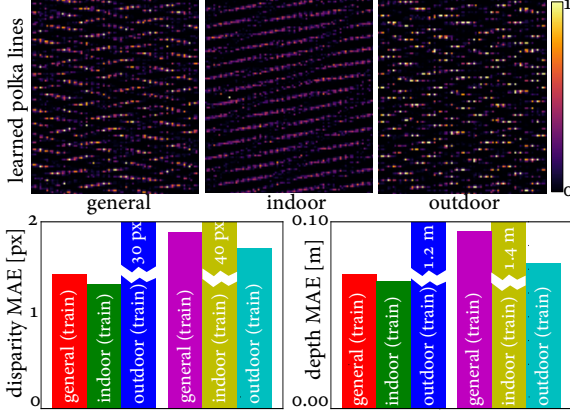 learned polka lines
1
0
general
indoor
outdoor
disparity MAE [px]
2
1
0
general (train)
indoor (train)
outdoor (train)
30 px
general (train)
indoor (train)
40 px
outdoor (train)
depth MAE [m]
0.10
0.00
general (train)
indoor (train)
outdoor (train)
1.2 m
general (train)
indoor (train)
1.4 m
outdoor (train)